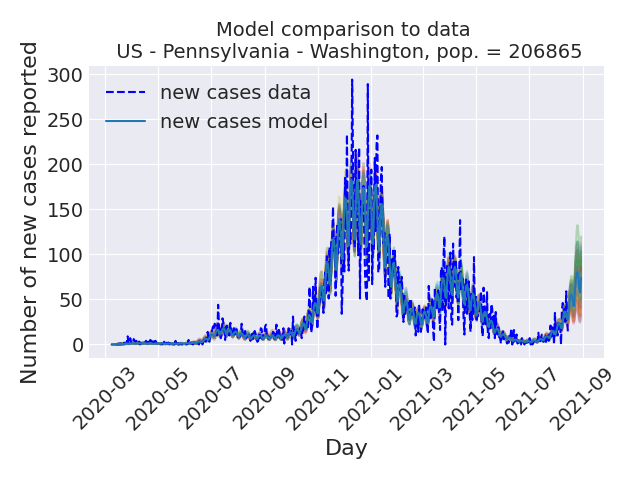 Model comparison to data
US - Pennsylvania - Washington, pop. = 206865
Number of new cases reported
300
250
200
150
100
50
0
new cases data
new cases model
2020-03
2020-05
2020-07
2020-09
2020-11
2021-01
2021-03
2021-05
2021-07
2021-09
Day